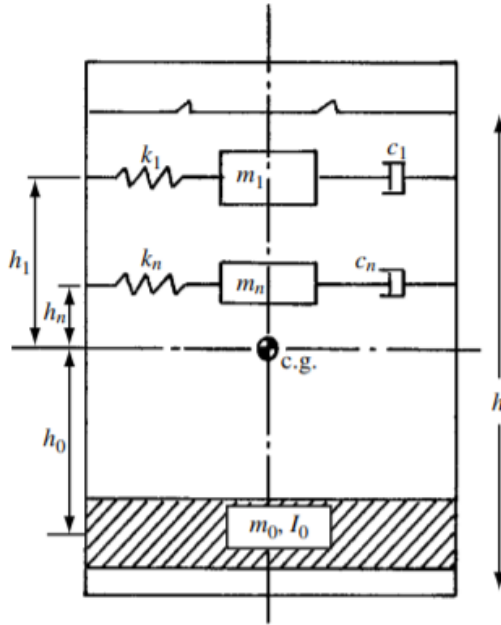 k₁
m₁
c₁
h₁
kₙ
mₙ
cₙ
hₙ
c.g.
h
h₀
m₀, I₀